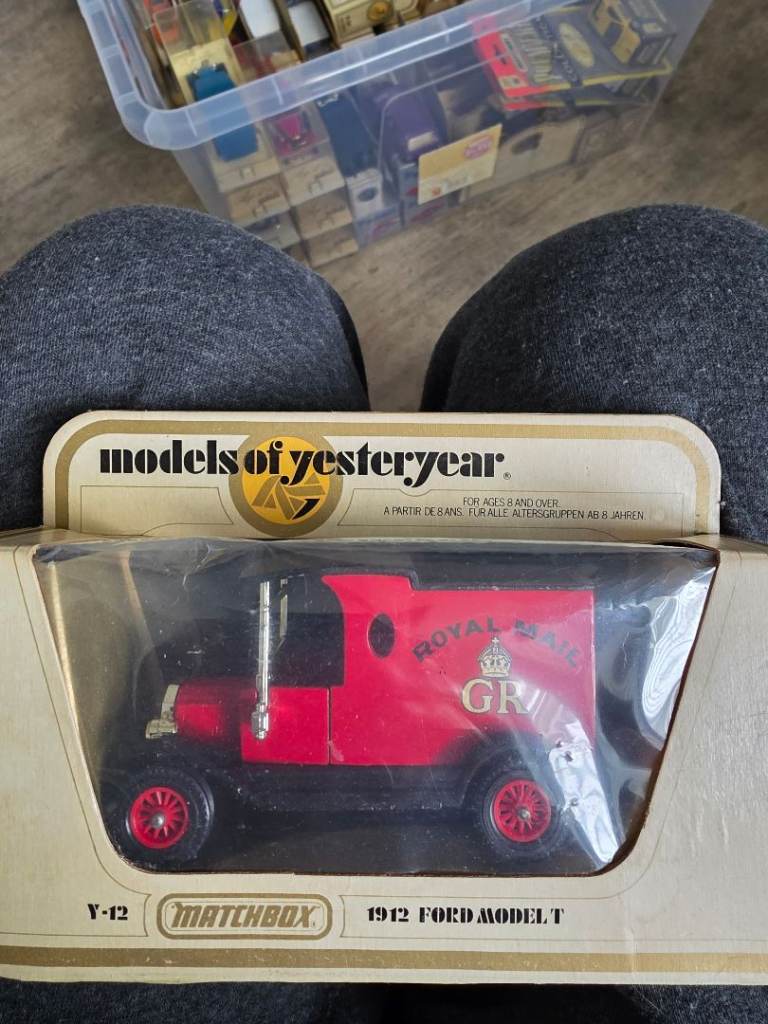 models of yesteryear®
FOR AGES 8 AND OVER.
A PARTIR DE 8 ANS. FÜR ALLE ALTERSGRUPPEN AB 8 JAHREN.
ROYAL MAIL
GR
Y-12
MATCHBOX
1912 FORD MODEL T